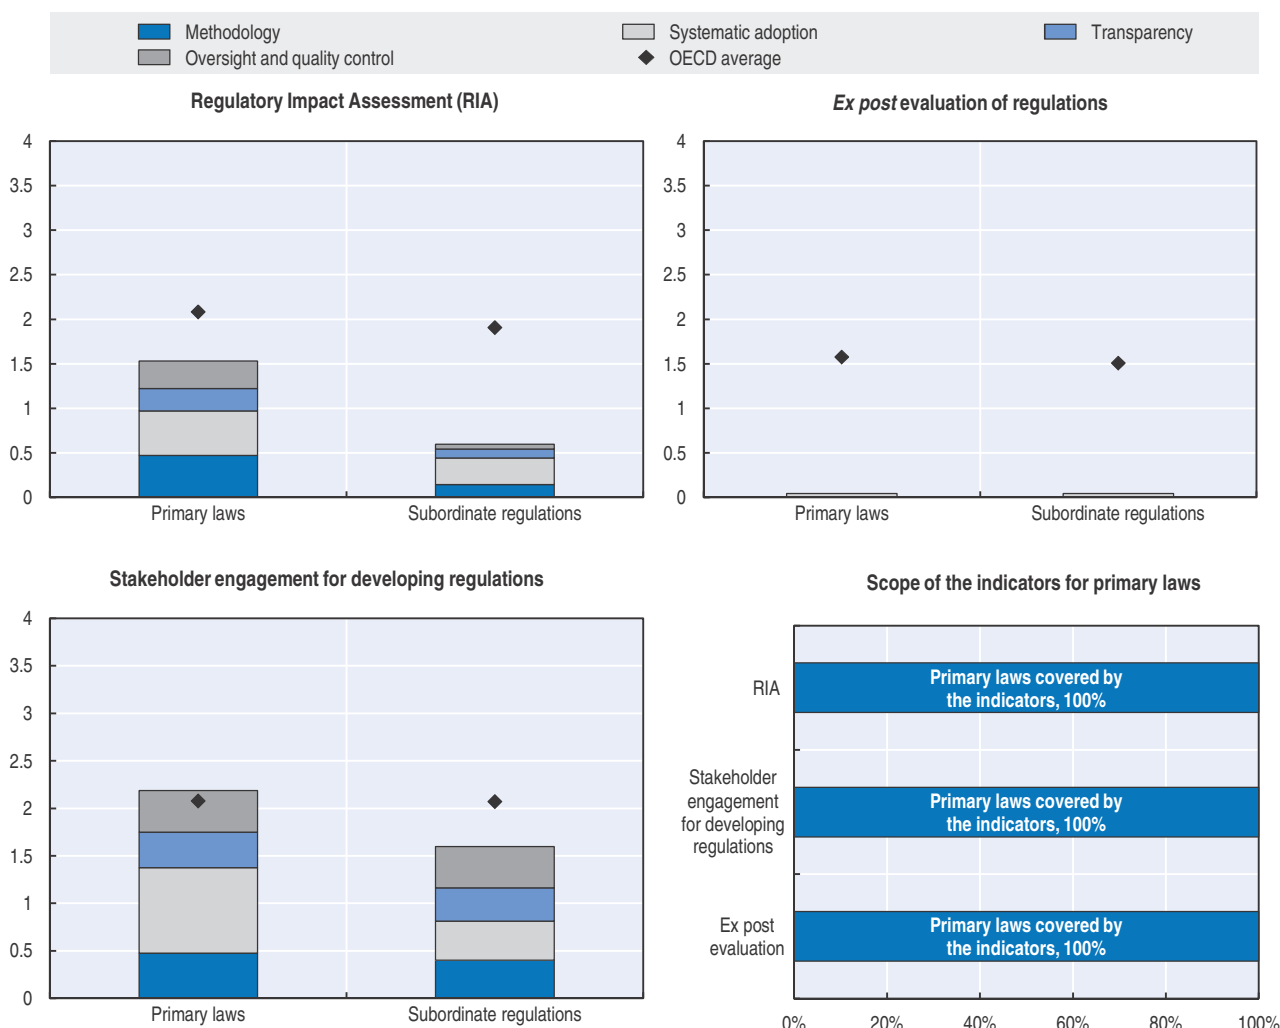 Methodology
Systematic adoption
Transparency
Oversight and quality control
OECD average
Regulatory Impact Assessment (RIA)
4
3.5
3
2.5
2
1.5
1
0.5
0
Primary laws
Subordinate regulations
Ex post evaluation of regulations
4
3.5
3
2.5
2
1.5
1
0.5
0
Primary laws
Subordinate regulations
Stakeholder engagement for developing regulations
4
3.5
3
2.5
2
1.5
1
0.5
0
Primary laws
Subordinate regulations
Scope of the indicators for primary laws
RIA
Primary laws covered by
the indicators, 100%
Stakeholder
engagement
for developing
regulations
Primary laws covered by
the indicators, 100%
Ex post
evaluation
Primary laws covered by
the indicators, 100%
0%
20%
40%
60%
80%
100%